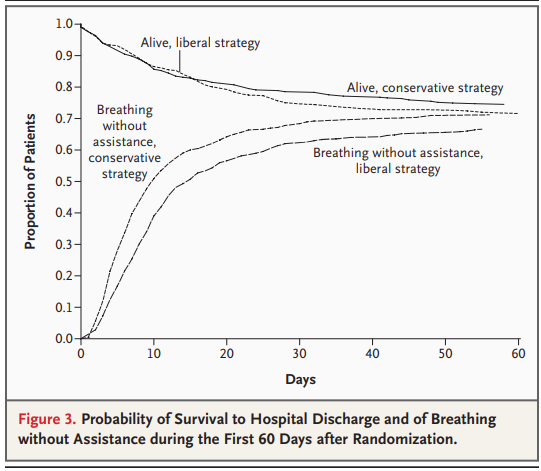 1.0
0.9
0.8
0.7
0.6
0.5
0.4
0.3
0.2
0.1
0.0
Proportion of Patients
Alive, liberal strategy
Alive, conservative strategy
Breathing
without
assistance,
conservative
strategy
Breathing without assistance,
liberal strategy
0 10 20 30 40 50 60
Days
Figure 3. Probability of Survival to Hospital Discharge and of Breathing
without Assistance during the First 60 Days after Randomization.